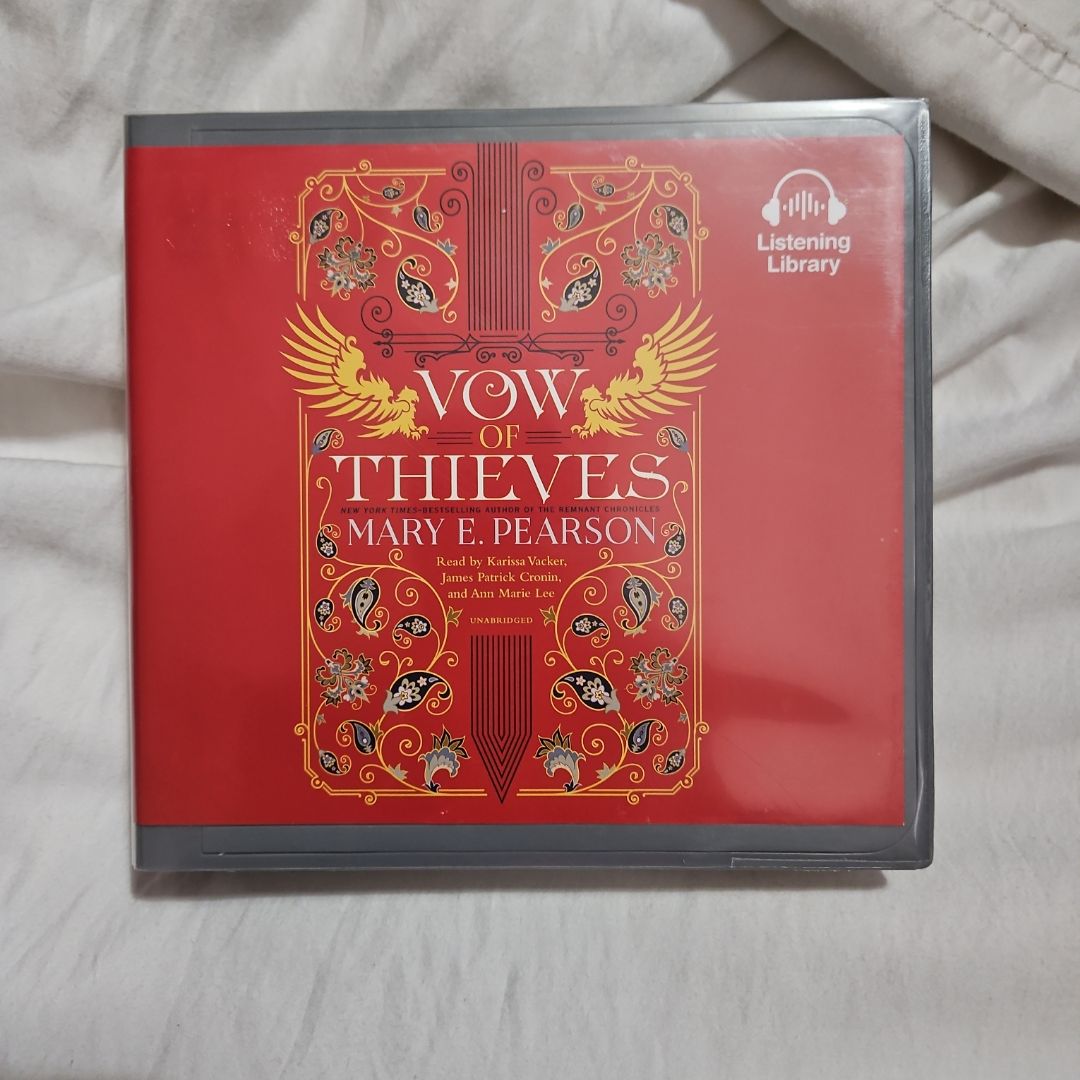 Listening
Library
VOW
OF
THIEVES
NEW YORK TIMES–BESTSELLING AUTHOR OF THE REMNANT CHRONICLES
MARY E. PEARSON
Read by Karissa Vacker,
James Patrick Cronin,
and Ann Marie Lee
UNABRIDGED